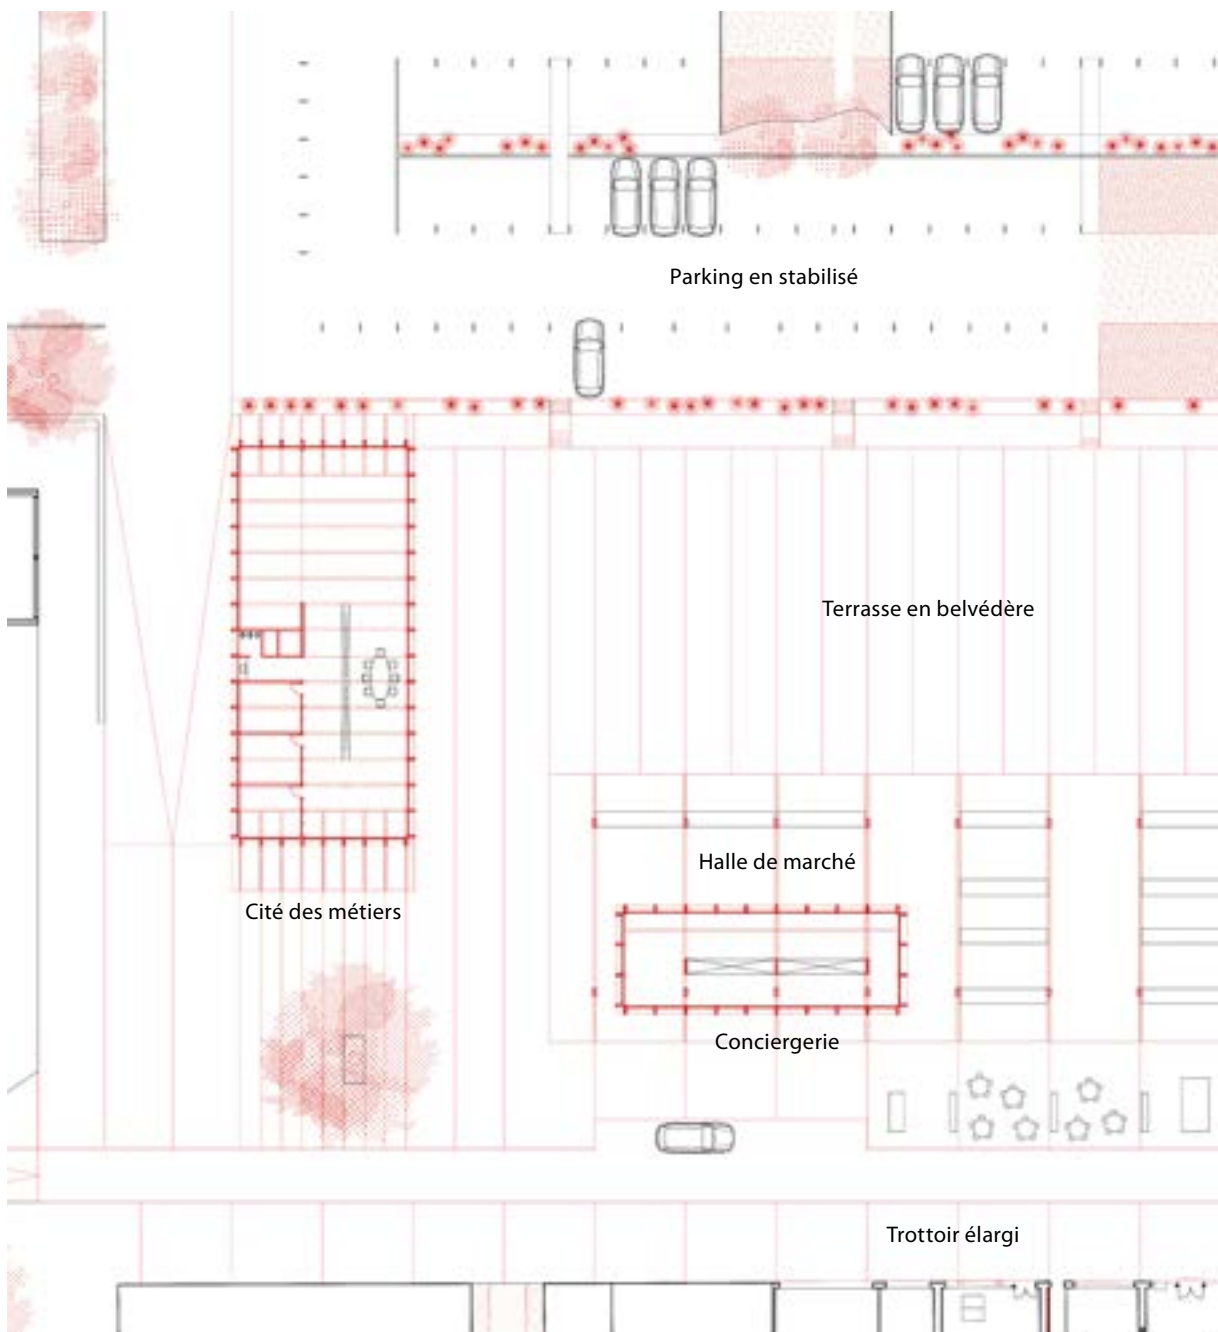 Parking en stabilisé
Terrasse en belvédère
Halle de marché
Cité des métiers
Conciergerie
Trottoir élargi